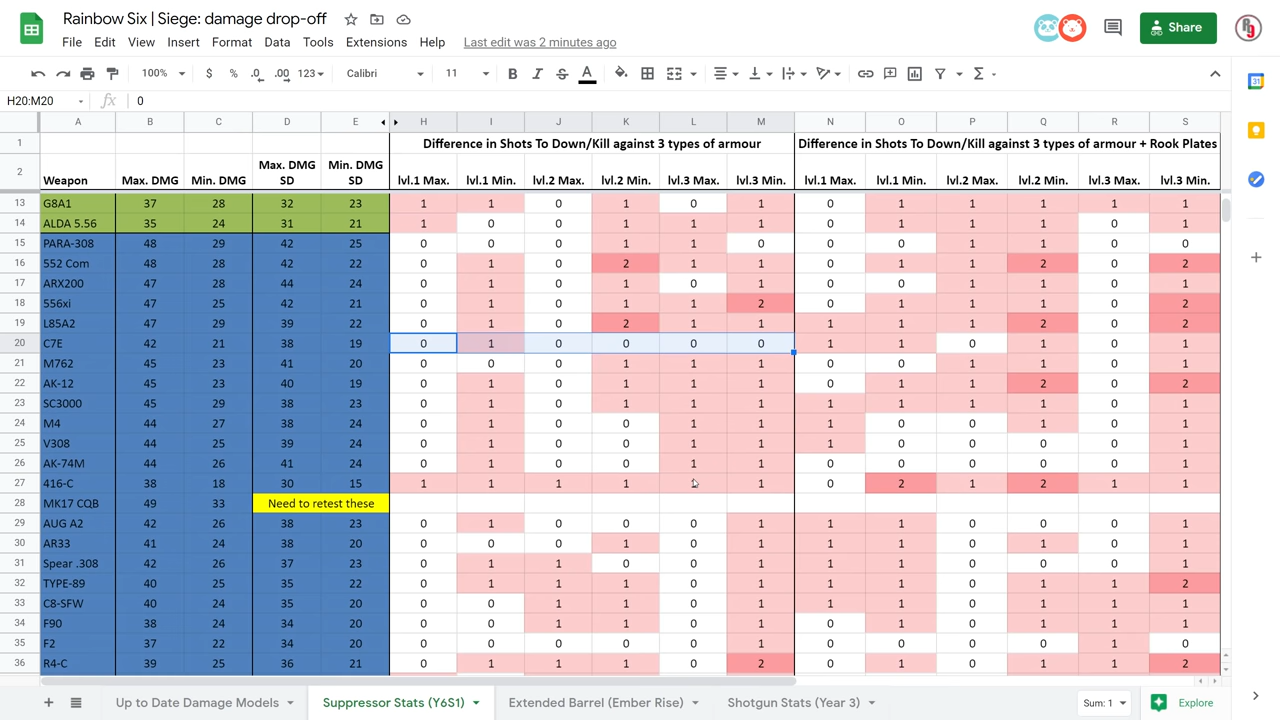 Rainbow Six | Siege: damage drop-off
File Edit View Insert Format Data Tools Extensions Help Last edit was 2 minutes ago
Share
100% $ % .0 .00 123 Calibri 11 B I S A Σ
H20:M20 fx 0
A B C D E H I J K L M N O P Q R S
1 Difference in Shots To Down/Kill against 3 types of armour Difference in Shots To Down/Kill against 3 types of armour + Rook Plates
2 Weapon Max. DMG Min. DMG Max. DMG SD Min. DMG SD lvl.1 Max. lvl.1 Min. lvl.2 Max. lvl.2 Min. lvl.3 Max. lvl.3 Min. lvl.1 Max. lvl.1 Min. lvl.2 Max. lvl.2 Min. lvl.3 Max. lvl.3 Min.
13 G8A1 37 28 32 23 1 1 0 1 0 1 0 1 1 1 1 1
14 ALDA 5.56 35 24 31 21 1 0 0 1 1 1 0 1 1 1 0 1
15 PARA-308 48 29 42 25 0 0 0 1 1 0 0 0 1 1 0 0
16 552 Com 48 28 42 22 0 1 0 2 1 1 0 1 1 2 0 2
17 ARX200 47 28 44 24 0 1 0 1 0 1 0 0 1 1 0 1
18 556xi 47 25 42 21 0 1 0 1 1 2 0 1 1 1 0 2
19 L85A2 47 29 39 22 0 1 0 2 1 1 1 1 1 2 0 2
20 C7E 42 21 38 19 0 1 0 0 0 0 1 1 0 1 0 1
21 M762 45 23 41 20 0 0 0 1 1 1 0 0 1 1 0 1
22 AK-12 45 23 40 19 0 1 0 1 1 1 0 1 1 2 0 2
23 SC3000 45 29 38 23 0 1 0 1 1 1 1 1 1 1 0 1
24 M4 44 27 38 24 0 1 0 0 1 1 1 0 0 1 0 1
25 V308 44 25 39 24 0 1 0 0 1 1 1 0 0 0 0 1
26 AK-74M 44 26 41 24 0 1 0 0 1 1 0 0 0 0 0 1
27 416-C 38 18 30 15 1 1 1 1 1 1 0 2 1 2 1 1
28 MK17 CQB 49 33 Need to retest these
29 AUG A2 42 26 38 23 0 1 0 0 0 1 1 1 0 0 0 1
30 AR33 41 24 38 20 0 0 0 1 0 1 0 1 0 1 0 1
31 Spear .308 42 26 37 23 0 1 1 0 0 1 1 1 0 0 0 1
32 TYPE-89 40 25 35 22 0 1 1 1 0 1 0 1 0 1 1 2
33 C8-SFW 40 24 35 20 0 0 1 1 0 1 1 1 0 1 0 1
34 F90 38 24 34 20 0 0 1 1 0 1 0 1 0 1 1 1
35 F2 37 22 34 20 0 0 0 0 0 1 0 0 0 0 1 0
36 R4-C 39 25 36 21 0 1 1 1 0 2 0 1 0 1 1 2
Up to Date Damage Models Suppressor Stats (Y6S1) Extended Barrel (Ember Rise) Shotgun Stats (Year 3) Sum: 1 Explore